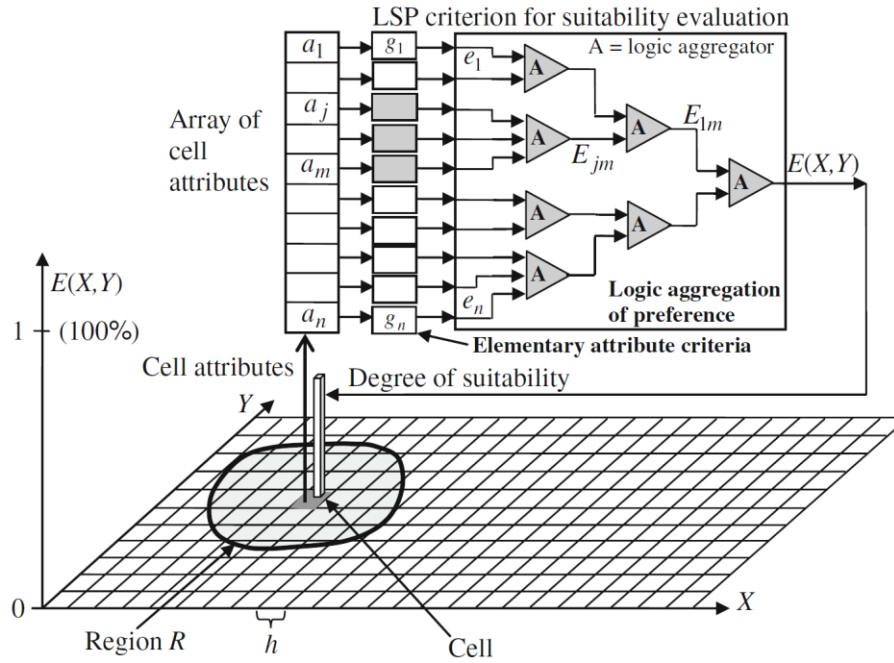 LSP criterion for suitability evaluation
A = logic aggregator
a1
g1
e1
A
aj
A
A
E1m
Array of
cell
attributes
Ejm
am
A
E(X,Y)
A
A
A
E(X,Y)
en
Logic aggregation
of preference
1
(100%)
an
gn
Elementary attribute criteria
Cell attributes
Degree of suitability
Y
0
X
Region R
h
Cell